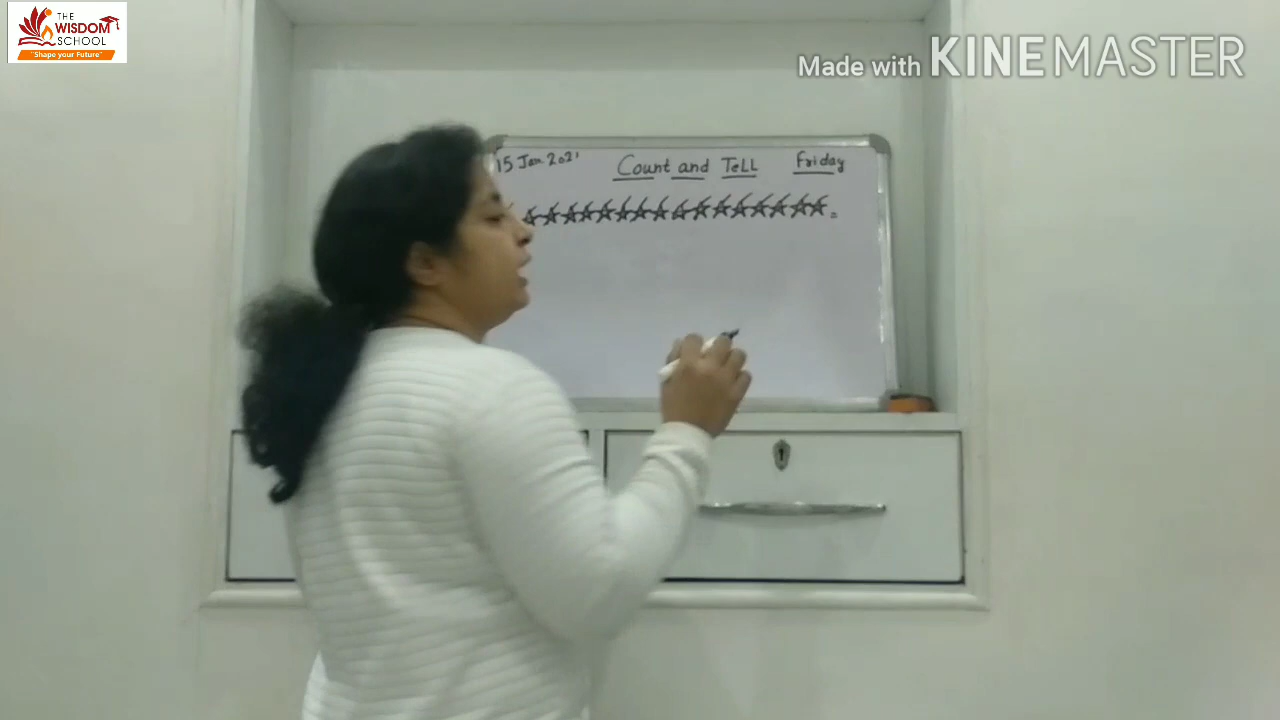 THE
WISDOM
SCHOOL
"Shape your Future"
Made with KINEMASTER
15 Jan. 2021 Count and TeLL Friday
=